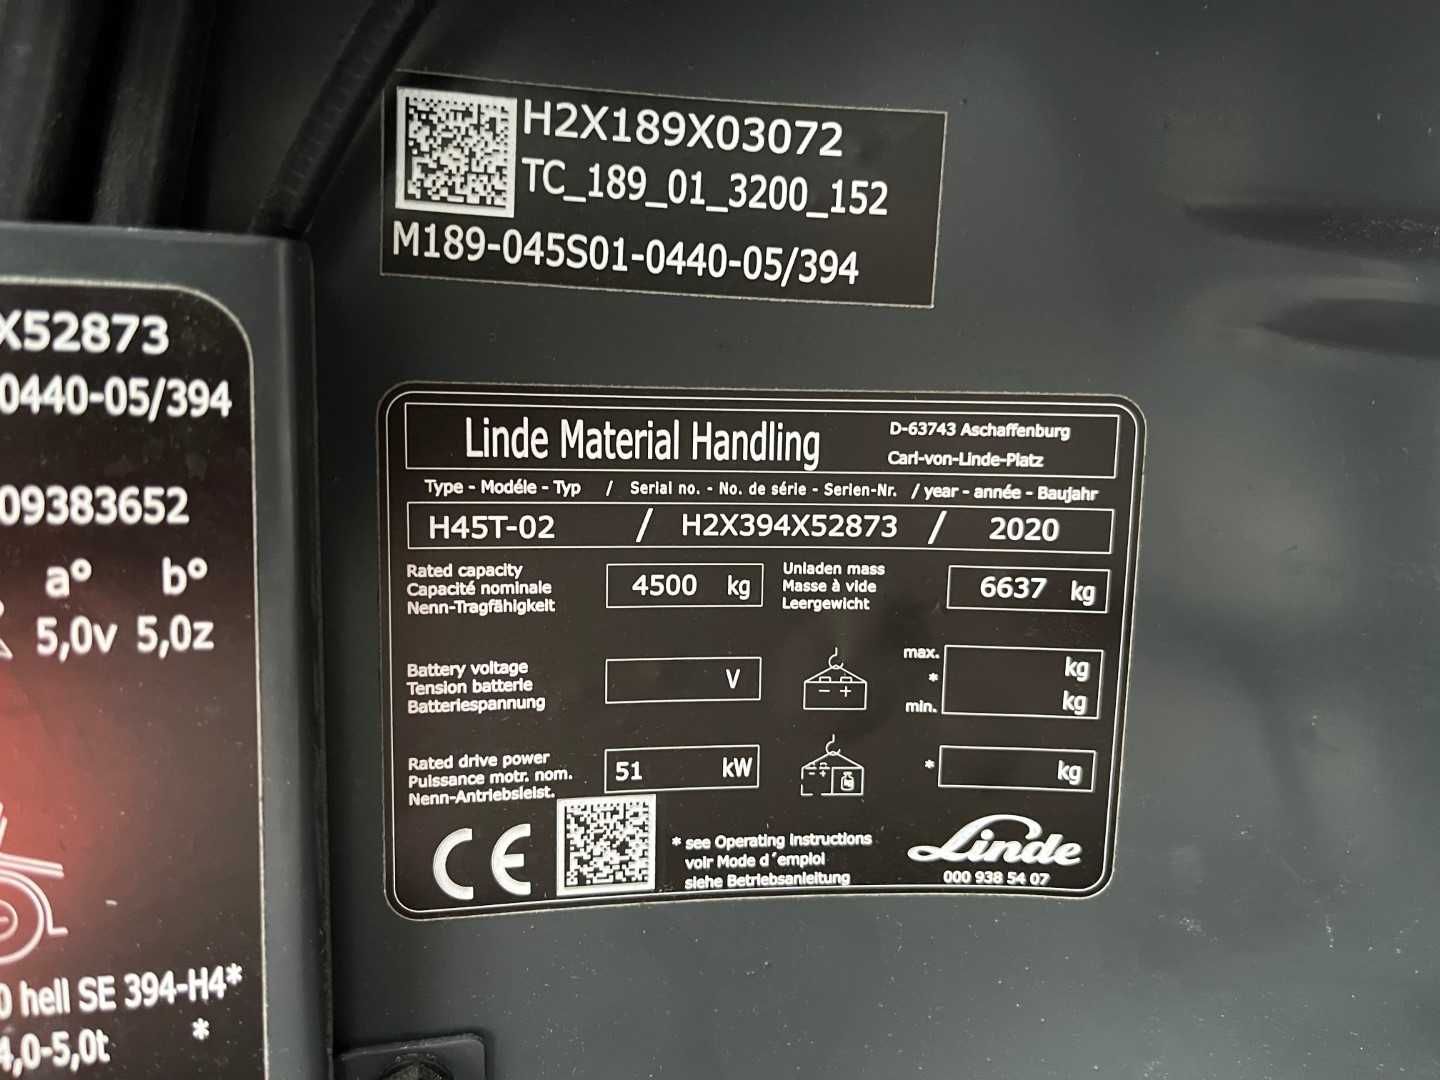 H2X189X03072
TC_189_01_3200_152
M189-045S01-0440-05/394
X52873
0440-05/394
09383652
a° b°
5,0v 5,0z
0 hell SE 394-H4*
4,0-5,0t *
Linde Material Handling
D-63743 Aschaffenburg
Carl-von-Linde-Platz
Type - Modéle - Typ / Serial no. - No. de série - Serien-Nr. / year - année - Baujahr
H45T-02 / H2X394X52873 / 2020
Rated capacity
Capacité nominale
Nenn-Tragfähigkeit
4500 kg
Unladen mass
Masse à vide
Leergewicht
6637 kg
Battery voltage
Tension batterie
Batteriespannung
V
max. kg
*
min. kg
Rated drive power
Puissance motr. nom.
Nenn-Antriebsleist.
51 kW
* kg
CE
* see Operating instructions
voir Mode d´emploi
siehe Betriebsanleitung
Linde
000 938 54 07